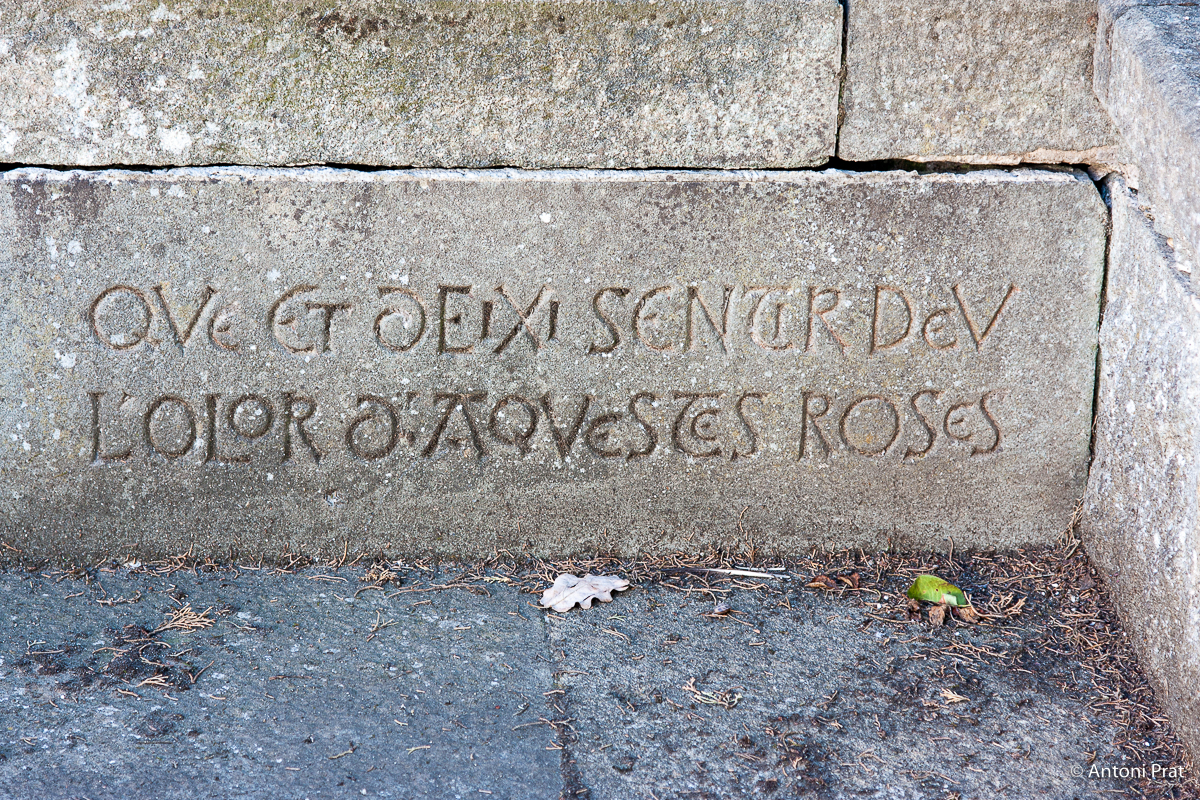 QVE ET DEIXI SENTIR DEV
L'OLOR D'AQVESTES ROSES
© Antoni Prat